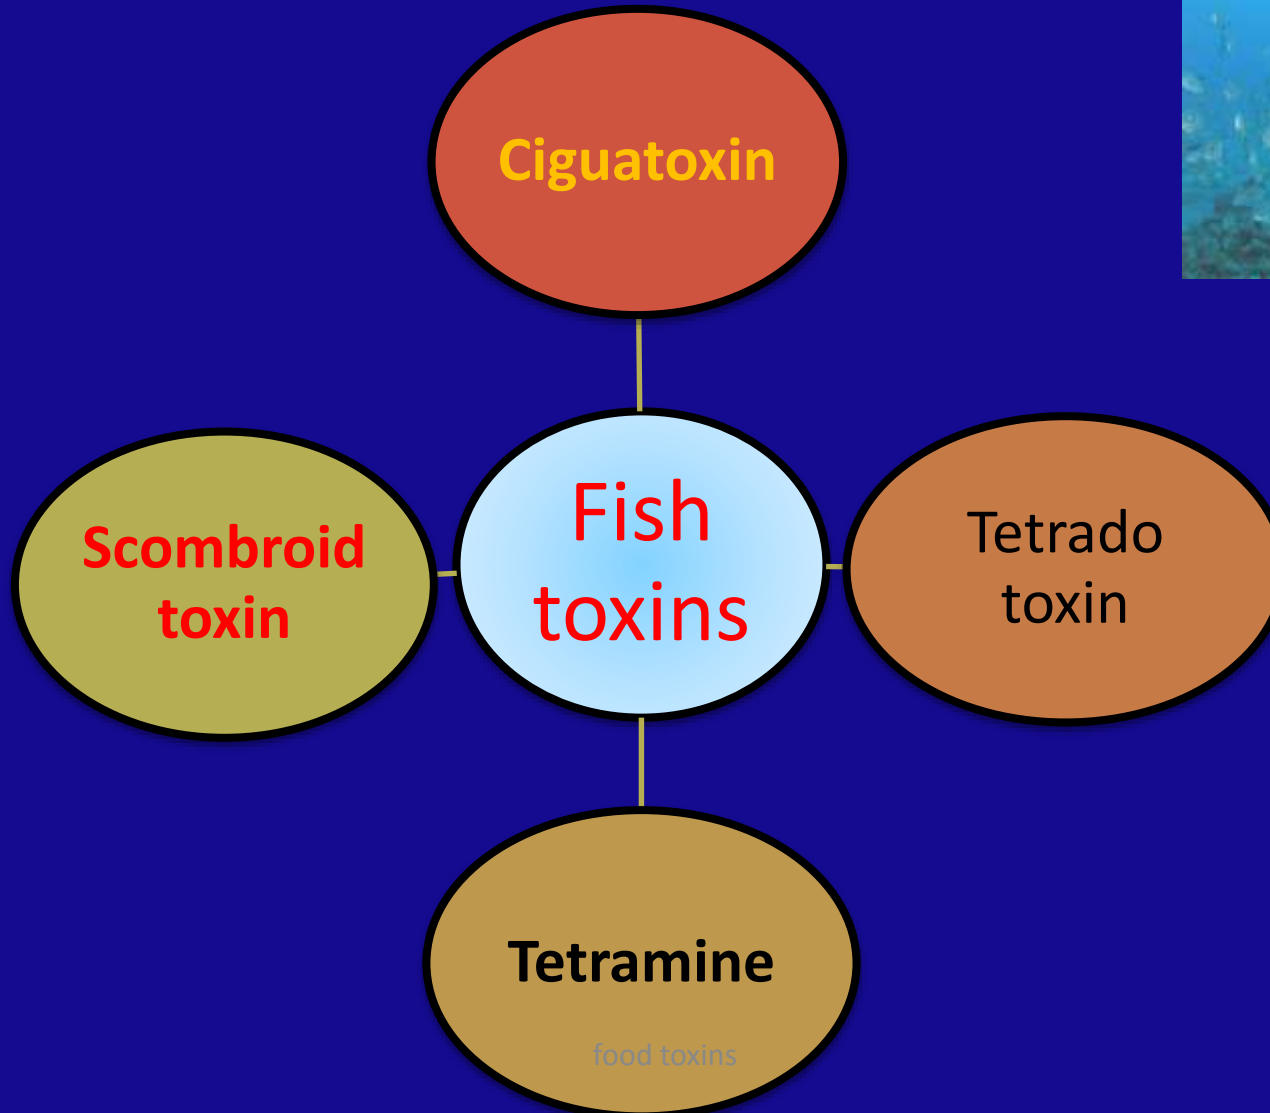 Ciguatoxin
Scombroid
toxin
Fish
toxins
Tetrado
toxin
Tetramine
food toxins